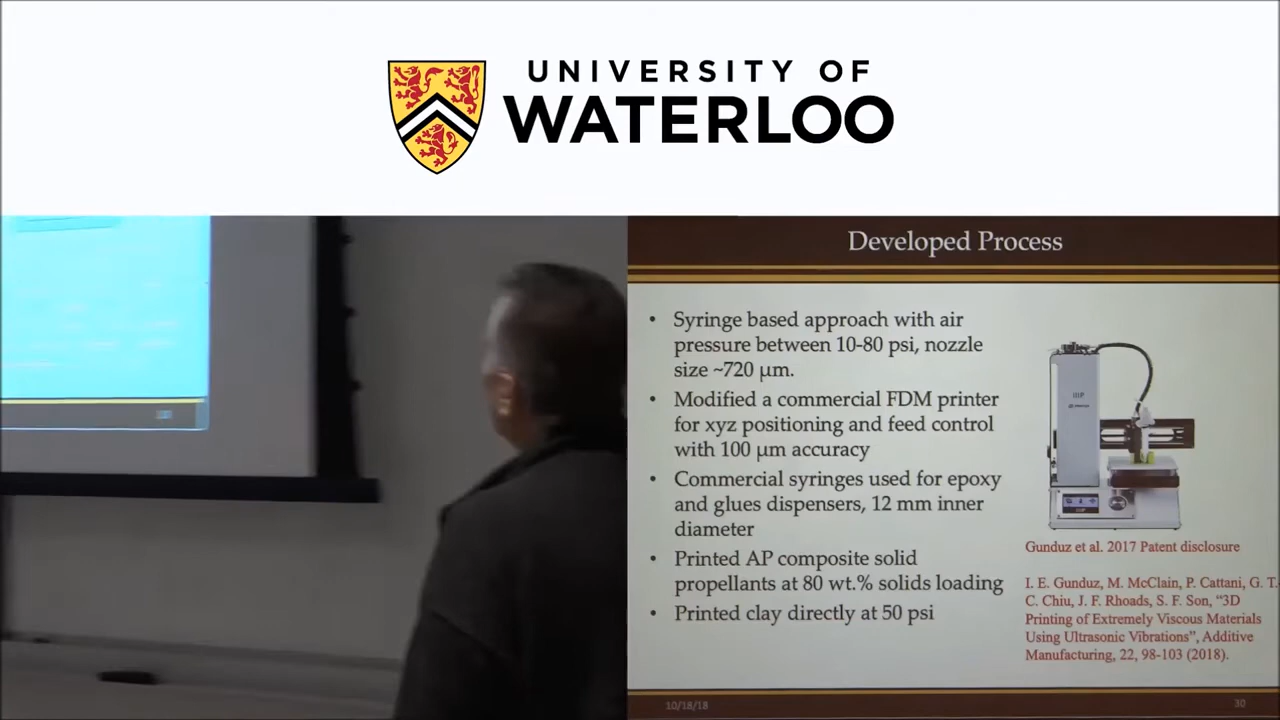 UNIVERSITY OF
WATERLOO
Developed Process
• Syringe based approach with air
pressure between 10-80 psi, nozzle
size ~720 µm.
• Modified a commercial FDM printer
for xyz positioning and feed control
with 100 µm accuracy
• Commercial syringes used for epoxy
and glues dispensers, 12 mm inner
diameter
• Printed AP composite solid
propellants at 80 wt.% solids loading
• Printed clay directly at 50 psi
Gunduz et al. 2017 Patent disclosure
I. E. Gunduz, M. McClain, P. Cattani, G. T.-
C. Chiu, J. F. Rhoads, S. F. Son, “3D
Printing of Extremely Viscous Materials
Using Ultrasonic Vibrations”, Additive
Manufacturing, 22, 98-103 (2018).
10/18/18
30